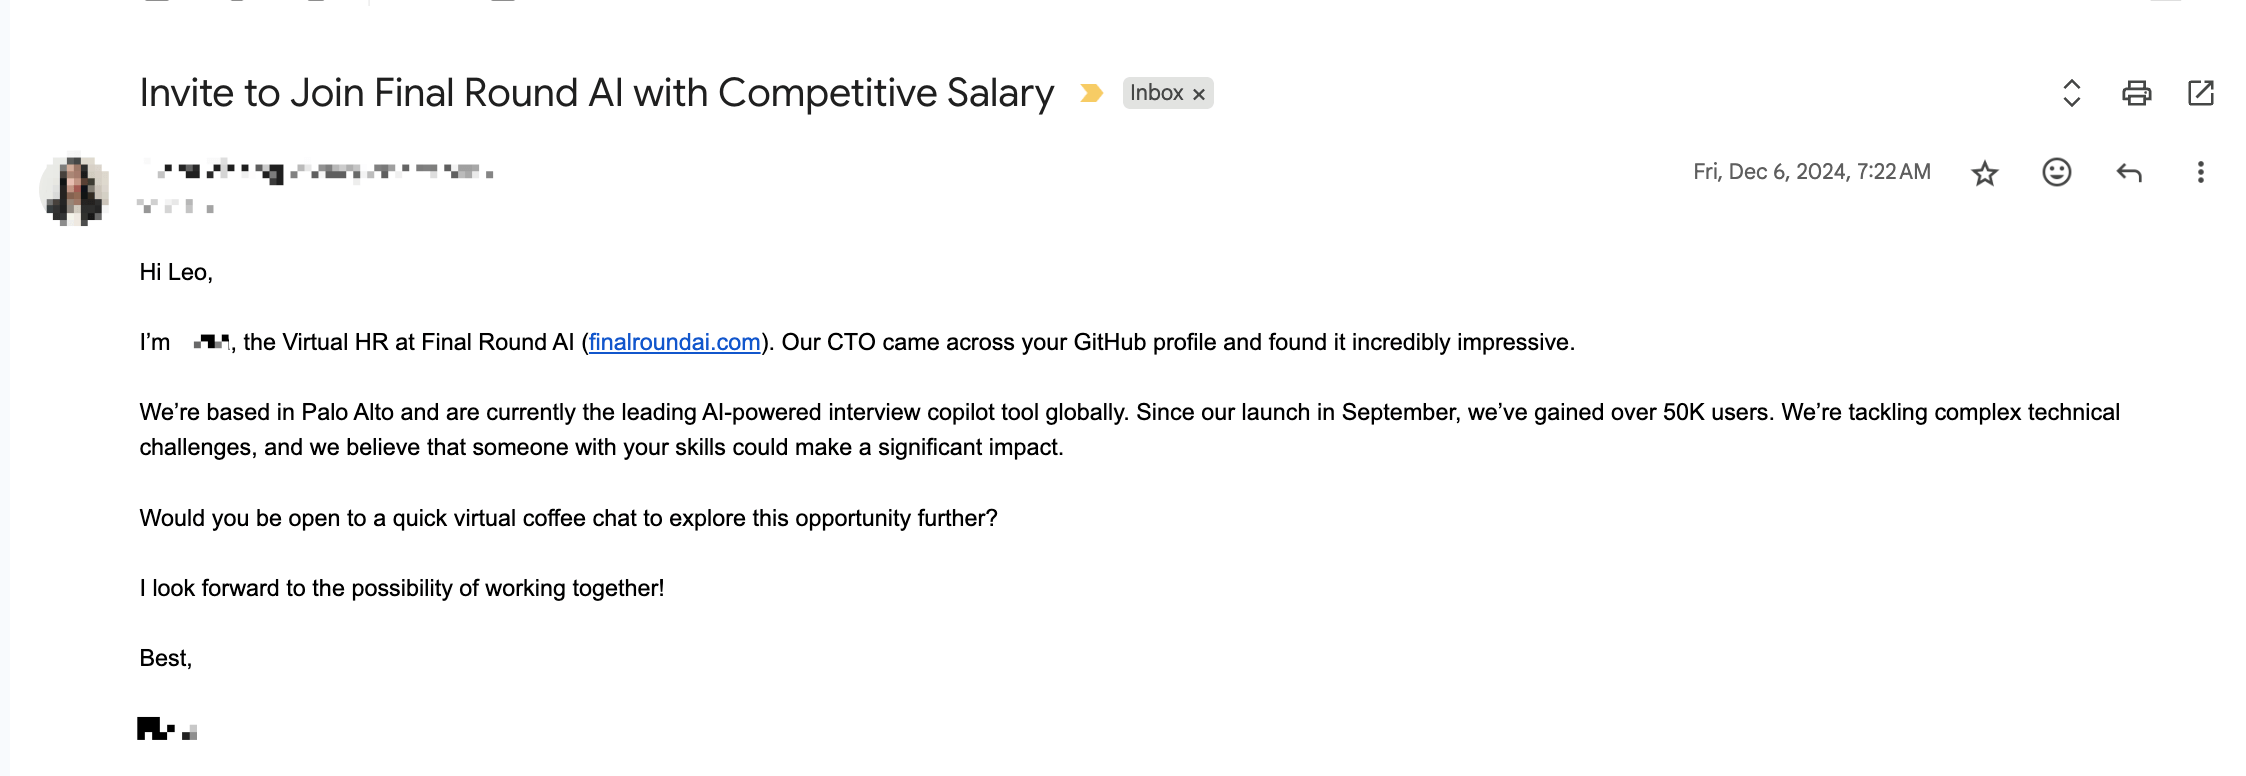 Invite to Join Final Round AI with Competitive Salary Inbox ×
Fri, Dec 6, 2024, 7:22 AM
Hi Leo,
I’m , the Virtual HR at Final Round AI (finalroundai.com). Our CTO came across your GitHub profile and found it incredibly impressive.
We’re based in Palo Alto and are currently the leading AI-powered interview copilot tool globally. Since our launch in September, we’ve gained over 50K users. We’re tackling complex technical
challenges, and we believe that someone with your skills could make a significant impact.
Would you be open to a quick virtual coffee chat to explore this opportunity further?
I look forward to the possibility of working together!
Best,